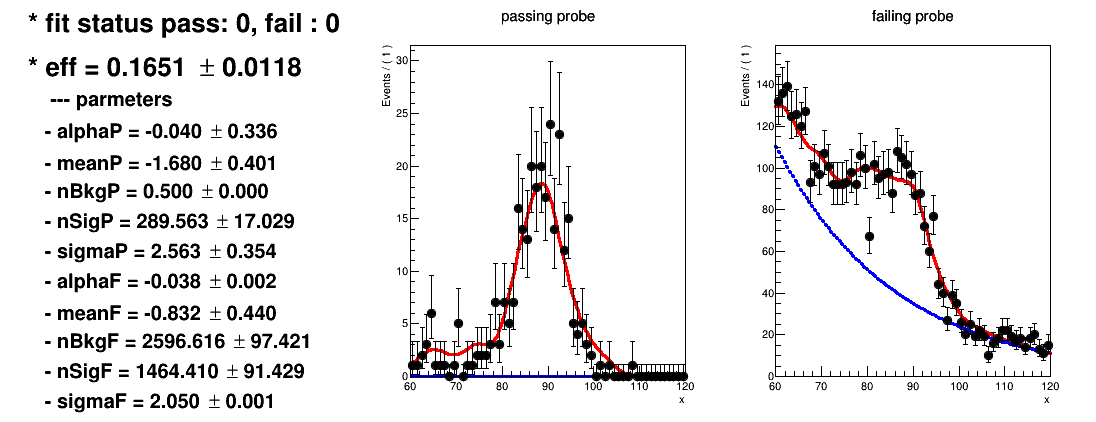 * fit status pass: 0, fail : 0
* eff = 0.1651 ± 0.0118
--- parmeters
- alphaP = -0.040 ± 0.336
- meanP = -1.680 ± 0.401
- nBkgP = 0.500 ± 0.000
- nSigP = 289.563 ± 17.029
- sigmaP = 2.563 ± 0.354
- alphaF = -0.038 ± 0.002
- meanF = -0.832 ± 0.440
- nBkgF = 2596.616 ± 97.421
- nSigF = 1464.410 ± 91.429
- sigmaF = 2.050 ± 0.001
passing probe
Events / ( 1 )
30
25
20
15
10
5
0
60 70 80 90 100 110 120
x
failing probe
Events / ( 1 )
140
120
100
80
60
40
20
0
60 70 80 90 100 110 120
x